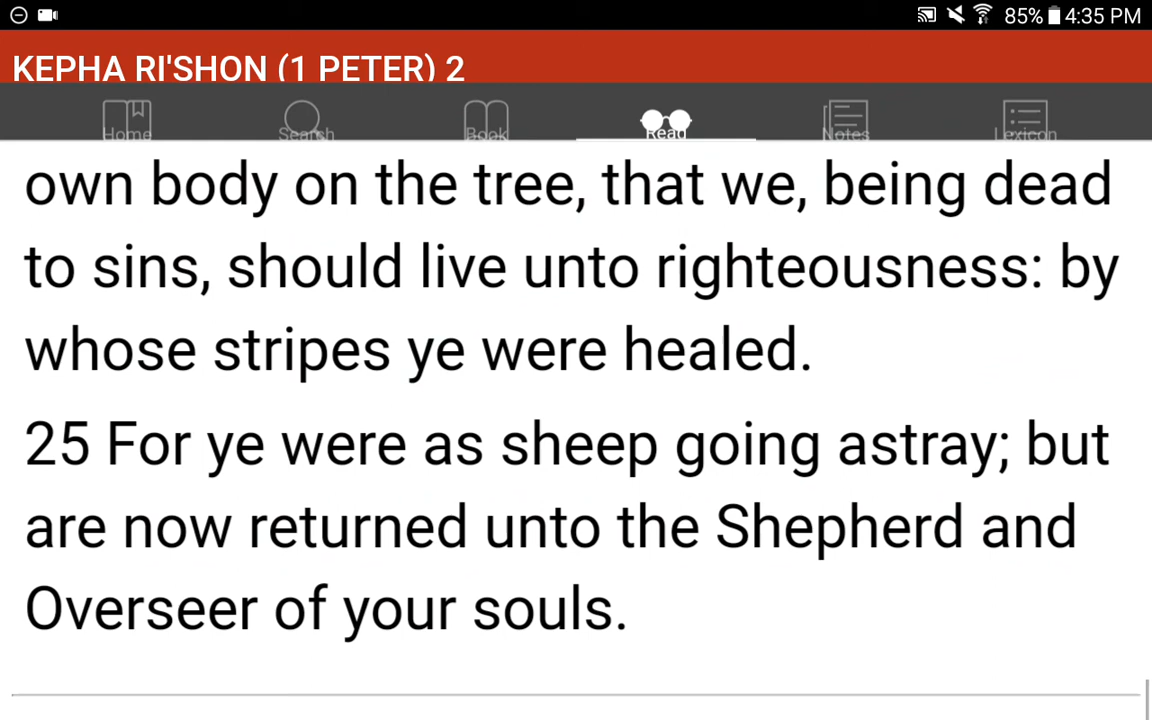 85% 4:35 PM
KEPHA RI'SHON (1 PETER) 2
Home Search Book Read Notes Lexicon
own body on the tree, that we, being dead
to sins, should live unto righteousness: by
whose stripes ye were healed.
25 For ye were as sheep going astray; but
are now returned unto the Shepherd and
Overseer of your souls.